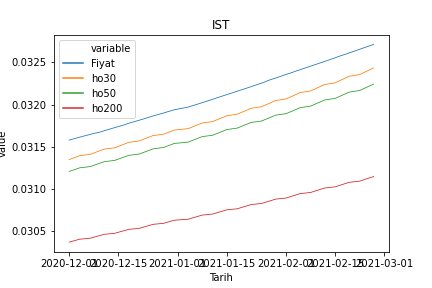 IST
variable
Fiyat
ho30
ho50
ho200
value
0.0325
0.0320
0.0315
0.0310
0.0305
2020-12-01
2020-12-15
2021-01-01
2021-01-15
2021-02-01
2021-02-15
2021-03-01
Tarih